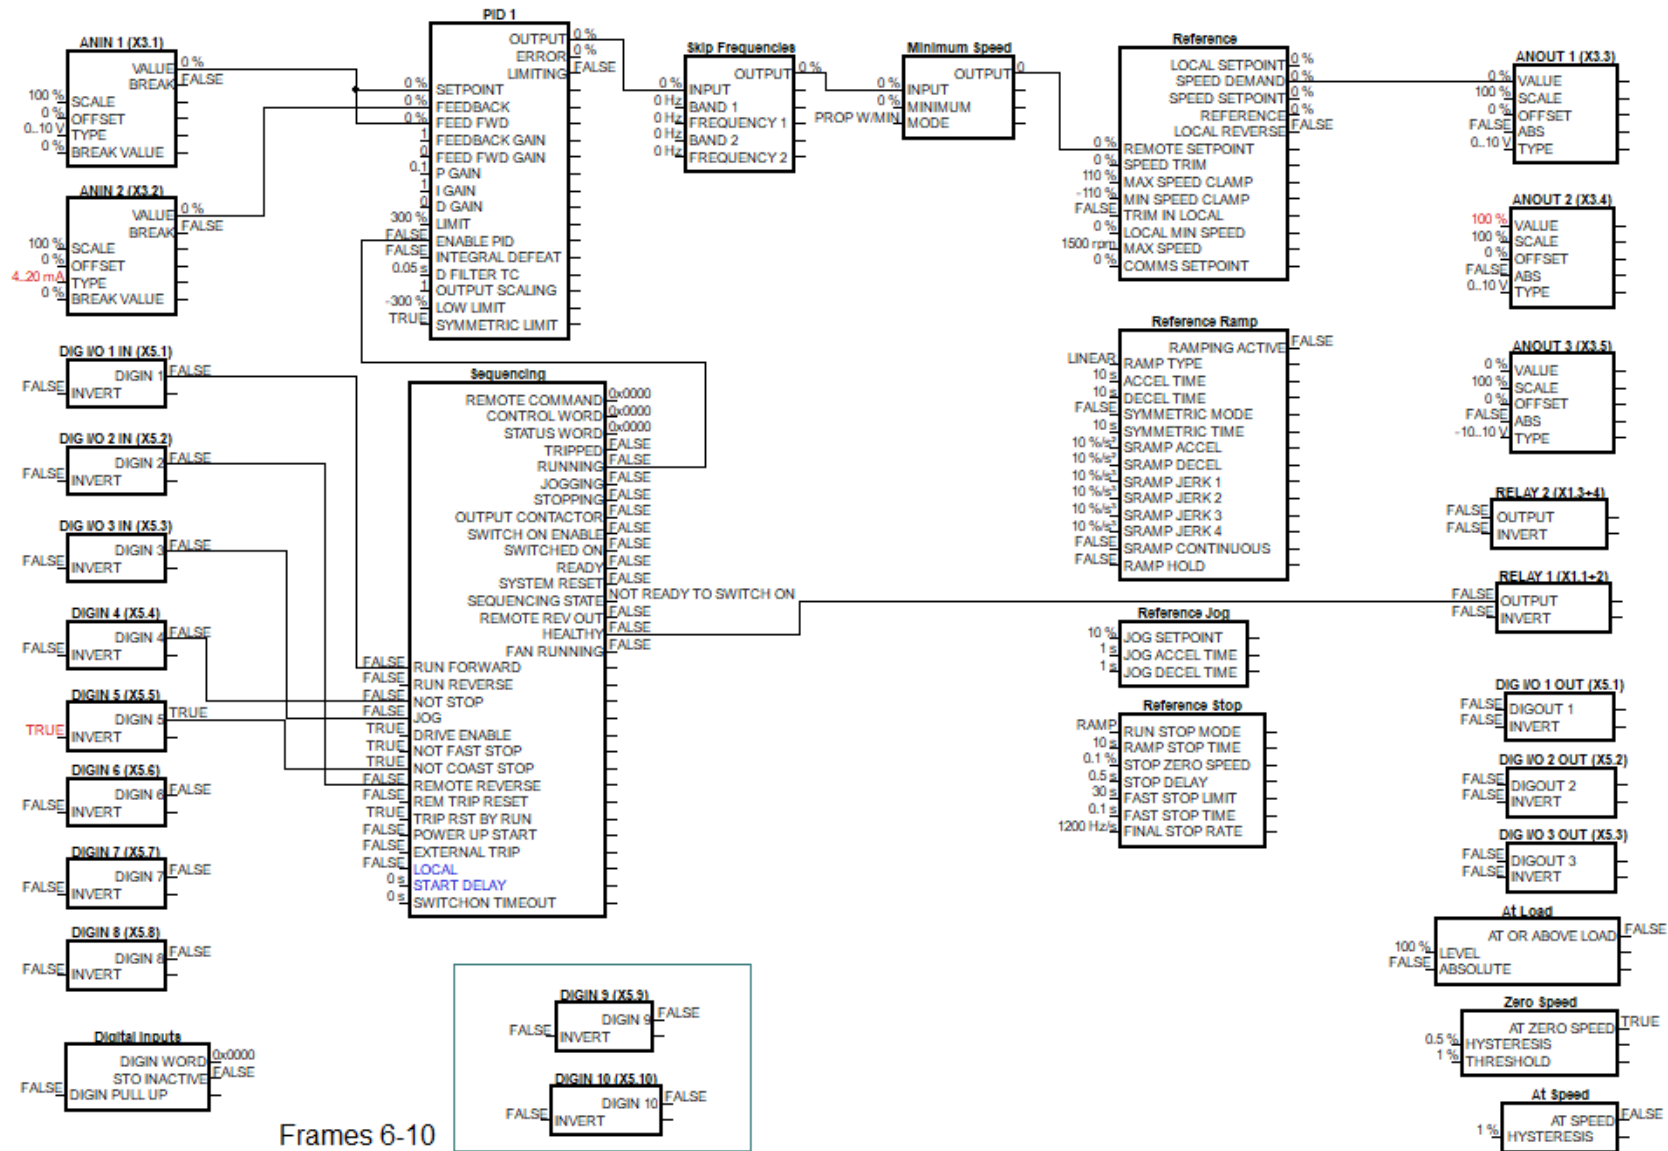 ANIN 1 (X3.1)
VALUE 0 %
BREAK FALSE
100 % SCALE
0 % OFFSET
0..10 V TYPE
0 % BREAK VALUE
ANIN 2 (X3.2)
VALUE 0 %
BREAK FALSE
100 % SCALE
0 % OFFSET
4..20 mA TYPE
0 % BREAK VALUE
DIG I/O 1 IN (X5.1)
DIGIN 1 FALSE
FALSE INVERT
DIG I/O 2 IN (X5.2)
DIGIN 2 FALSE
FALSE INVERT
DIG I/O 3 IN (X5.3)
DIGIN 3 FALSE
FALSE INVERT
DIGIN 4 (X5.4)
DIGIN 4 FALSE
FALSE INVERT
DIGIN 5 (X5.5)
DIGIN 5 TRUE
TRUE INVERT
DIGIN 6 (X5.6)
DIGIN 6 FALSE
FALSE INVERT
DIGIN 7 (X5.7)
DIGIN 7 FALSE
FALSE INVERT
DIGIN 8 (X5.8)
DIGIN 8 FALSE
FALSE INVERT
Digital Inputs
DIGIN WORD 0x0000
STO INACTIVE FALSE
FALSE DIGIN PULL UP
PID 1
OUTPUT 0 %
ERROR 0 %
LIMITING FALSE
0 % SETPOINT
0 % FEEDBACK
0 % FEED FWD
1 FEEDBACK GAIN
0 FEED FWD GAIN
0.1 P GAIN
1 I GAIN
0 D GAIN
300 % LIMIT
FALSE ENABLE PID
FALSE INTEGRAL DEFEAT
0.05 s D FILTER TC
1 OUTPUT SCALING
-300 % LOW LIMIT
TRUE SYMMETRIC LIMIT
Sequencing
REMOTE COMMAND 0x0000
CONTROL WORD 0x0000
STATUS WORD 0x0000
TRIPPED FALSE
RUNNING FALSE
JOGGING FALSE
STOPPING FALSE
OUTPUT CONTACTOR FALSE
SWITCH ON ENABLE FALSE
SWITCHED ON FALSE
READY FALSE
SYSTEM RESET FALSE
SEQUENCING STATE NOT READY TO SWITCH ON
REMOTE REV OUT FALSE
HEALTHY FALSE
FAN RUNNING FALSE
FALSE RUN FORWARD
FALSE RUN REVERSE
FALSE NOT STOP
FALSE JOG
TRUE DRIVE ENABLE
TRUE NOT FAST STOP
TRUE NOT COAST STOP
FALSE REMOTE REVERSE
FALSE REM TRIP RESET
TRUE TRIP RST BY RUN
FALSE POWER UP START
FALSE EXTERNAL TRIP
FALSE LOCAL
0 s START DELAY
0 s SWITCHON TIMEOUT
Frames 6-10
DIGIN 9 (X5.9)
DIGIN 9 FALSE
FALSE INVERT
DIGIN 10 (X5.10)
DIGIN 10 FALSE
FALSE INVERT
Skip Frequencies
OUTPUT 0 %
0 % INPUT
0 Hz BAND 1
0 Hz FREQUENCY 1
0 Hz BAND 2
0 Hz FREQUENCY 2
Minimum Speed
OUTPUT 0
0 % INPUT
0 % MINIMUM
PROP W/MIN MODE
Reference
LOCAL SETPOINT 0 %
SPEED DEMAND 0 %
SPEED SETPOINT 0 %
REFERENCE 0 %
LOCAL REVERSE FALSE
0 % REMOTE SETPOINT
0 % SPEED TRIM
110 % MAX SPEED CLAMP
-110 % MIN SPEED CLAMP
FALSE TRIM IN LOCAL
0 % LOCAL MIN SPEED
1500 rpm MAX SPEED
0 % COMMS SETPOINT
Reference Ramp
RAMPING ACTIVE FALSE
LINEAR RAMP TYPE
10 s ACCEL TIME
10 s DECEL TIME
FALSE SYMMETRIC MODE
10 s SYMMETRIC TIME
10 %/s² SRAMP ACCEL
10 %/s² SRAMP DECEL
10 %/s³ SRAMP JERK 1
10 %/s³ SRAMP JERK 2
10 %/s³ SRAMP JERK 3
10 %/s³ SRAMP JERK 4
FALSE SRAMP CONTINUOUS
FALSE RAMP HOLD
Reference Jog
10 % JOG SETPOINT
1 s JOG ACCEL TIME
1 s JOG DECEL TIME
Reference Stop
RAMP RUN STOP MODE
10 s RAMP STOP TIME
0.1 % STOP ZERO SPEED
0.5 s STOP DELAY
30 s FAST STOP LIMIT
0.1 s FAST STOP TIME
1200 Hz/s FINAL STOP RATE
ANOUT 1 (X3.3)
0 % VALUE
100 % SCALE
0 % OFFSET
FALSE ABS
0..10 V TYPE
ANOUT 2 (X3.4)
100 % VALUE
100 % SCALE
0 % OFFSET
FALSE ABS
0..10 V TYPE
ANOUT 3 (X3.5)
0 % VALUE
100 % SCALE
0 % OFFSET
FALSE ABS
-10..10 V TYPE
RELAY 2 (X1.3+4)
FALSE OUTPUT
FALSE INVERT
RELAY 1 (X1.1+2)
FALSE OUTPUT
FALSE INVERT
DIG I/O 1 OUT (X5.1)
FALSE DIGOUT 1
FALSE INVERT
DIG I/O 2 OUT (X5.2)
FALSE DIGOUT 2
FALSE INVERT
DIG I/O 3 OUT (X5.3)
FALSE DIGOUT 3
FALSE INVERT
At Load
AT OR ABOVE LOAD FALSE
100 % LEVEL
FALSE ABSOLUTE
Zero Speed
AT ZERO SPEED TRUE
0.5 % HYSTERESIS
1 % THRESHOLD
At Speed
AT SPEED FALSE
1 % HYSTERESIS